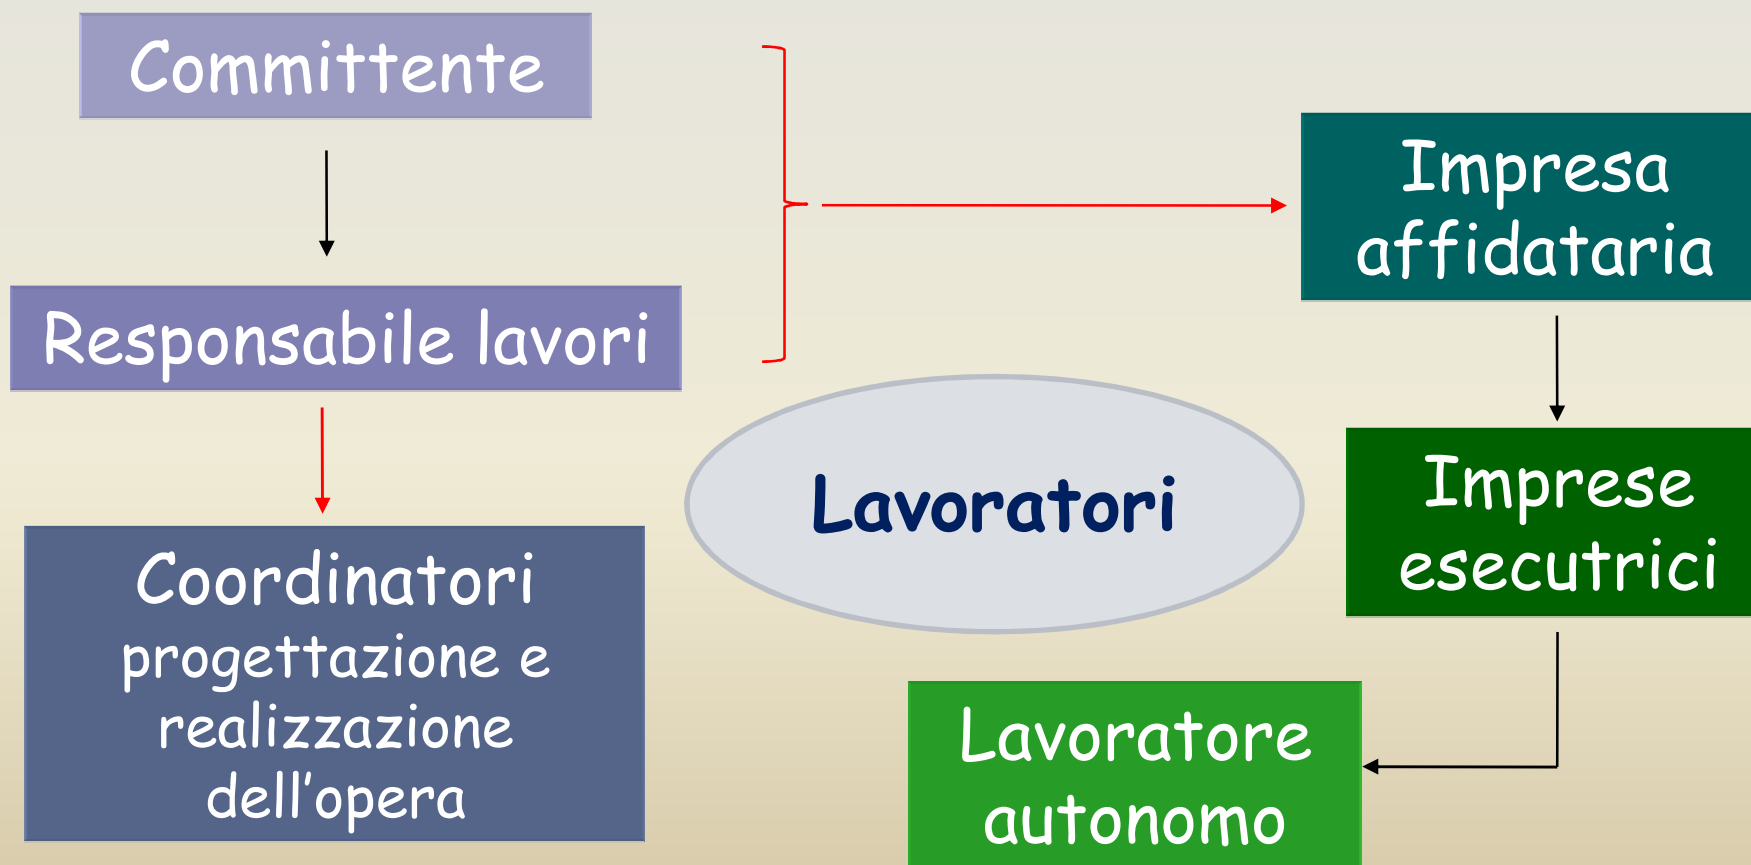 Committente
Responsabile lavori
Coordinatori
progettazione e
realizzazione
dell'opera
Lavoratori
Impresa
affidataria
Imprese
esecutrici
Lavoratore
autonomo